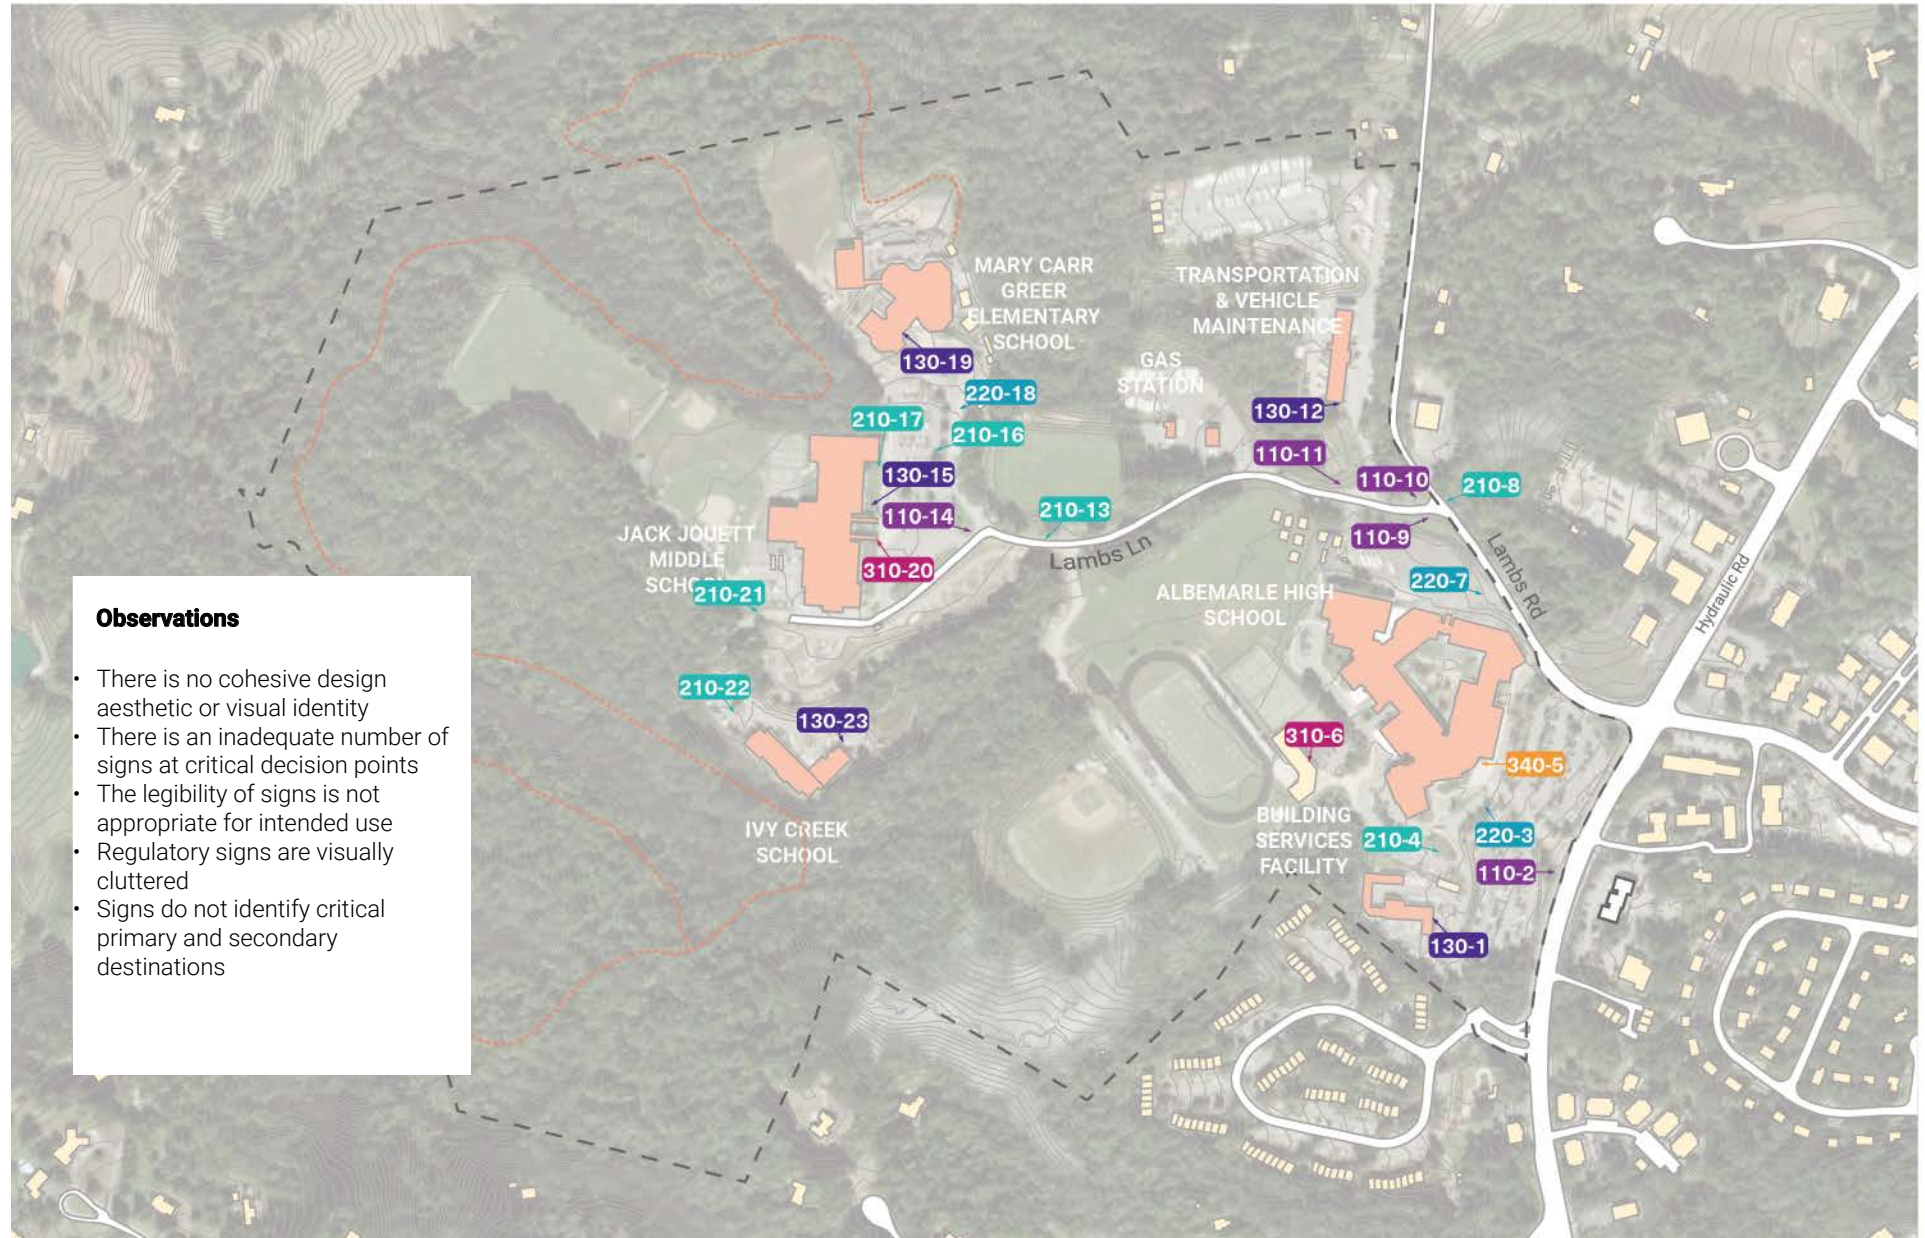 MARY CARR
GREER
ELEMENTARY
SCHOOL
TRANSPORTATION
& VEHICLE
MAINTENANCE
GAS
STATION
130-19
220-18
210-17
210-16
130-15
110-14
310-20
210-13
130-12
110-11
110-10
210-8
110-9
220-7
Lambs Ln
Lambs Rd
Hydraulic Rd
JACK JOUETT
MIDDLE
SCHOOL
210-21
ALBEMARLE HIGH
SCHOOL
210-22
130-23
310-6
340-5
IVY CREEK
SCHOOL
BUILDING
SERVICES
FACILITY
210-4
220-3
110-2
130-1
Observations
• There is no cohesive design
aesthetic or visual identity
• There is an inadequate number of
signs at critical decision points
• The legibility of signs is not
appropriate for intended use
• Regulatory signs are visually
cluttered
• Signs do not identify critical
primary and secondary
destinations